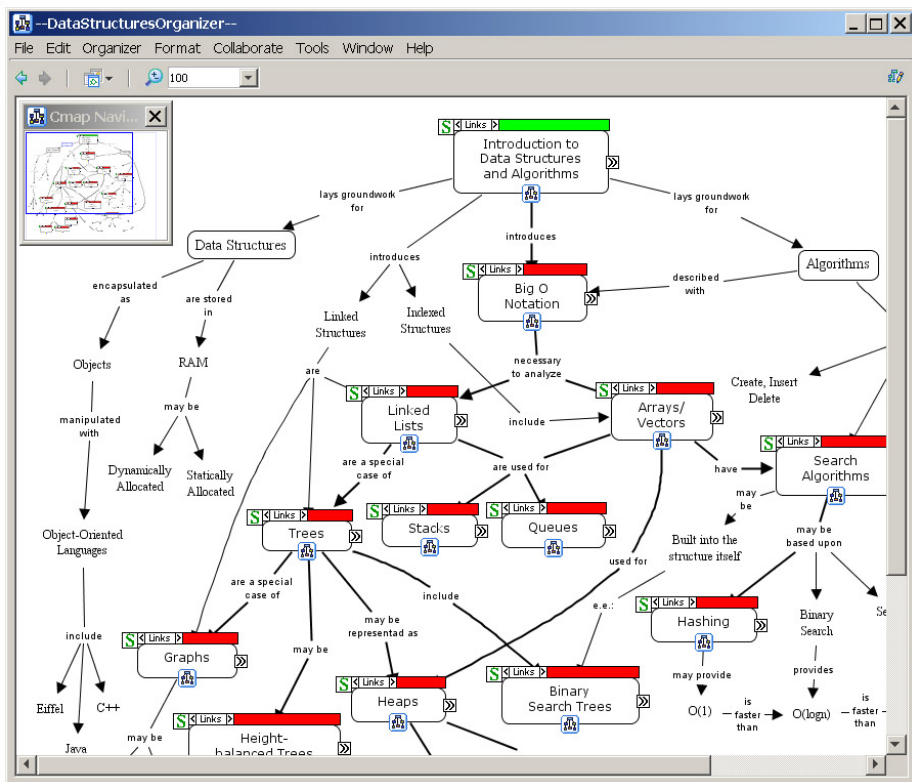 --DataStructuresOrganizer--
File Edit Organizer Format Collaborate Tools Window Help
100
Cmap Navi...
S < Links >
Introduction to
Data Structures
and Algorithms
lays groundwork
for
lays groundwork
for
introduces
introduces
Data Structures
Algorithms
S < Links >
Big O
Notation
described
with
encapsulated
as
are stored
in
Linked
Structures
Indexed
Structures
Objects
RAM
are
necessary
to analyze
Create, Insert
Delete
manipulated
with
may be
S < Links >
Linked
Lists
include
S < Links >
Arrays/
Vectors
Dynamically
Allocated
Statically
Allocated
are a special
case of
are used for
have
S < Links >
Search
Algorithms
may
be
Object-Oriented
Languages
S < Links >
Trees
S < Links >
Stacks
S < Links >
Queues
Built into the
structure itself
may be
based upon
used for
are a special
case of
include
e.e.:
include
may be
representad as
S < Links >
Hashing
Binary
Search
Se
S < Links >
Graphs
may be
may provide
provides
Eiffel
C++
S < Links >
Heaps
S < Links >
Binary
Search Trees
O(1)
is
faster
than
O(logn)
is
faster
than
Java
may be
S < Links >
Height-
balanced Trees